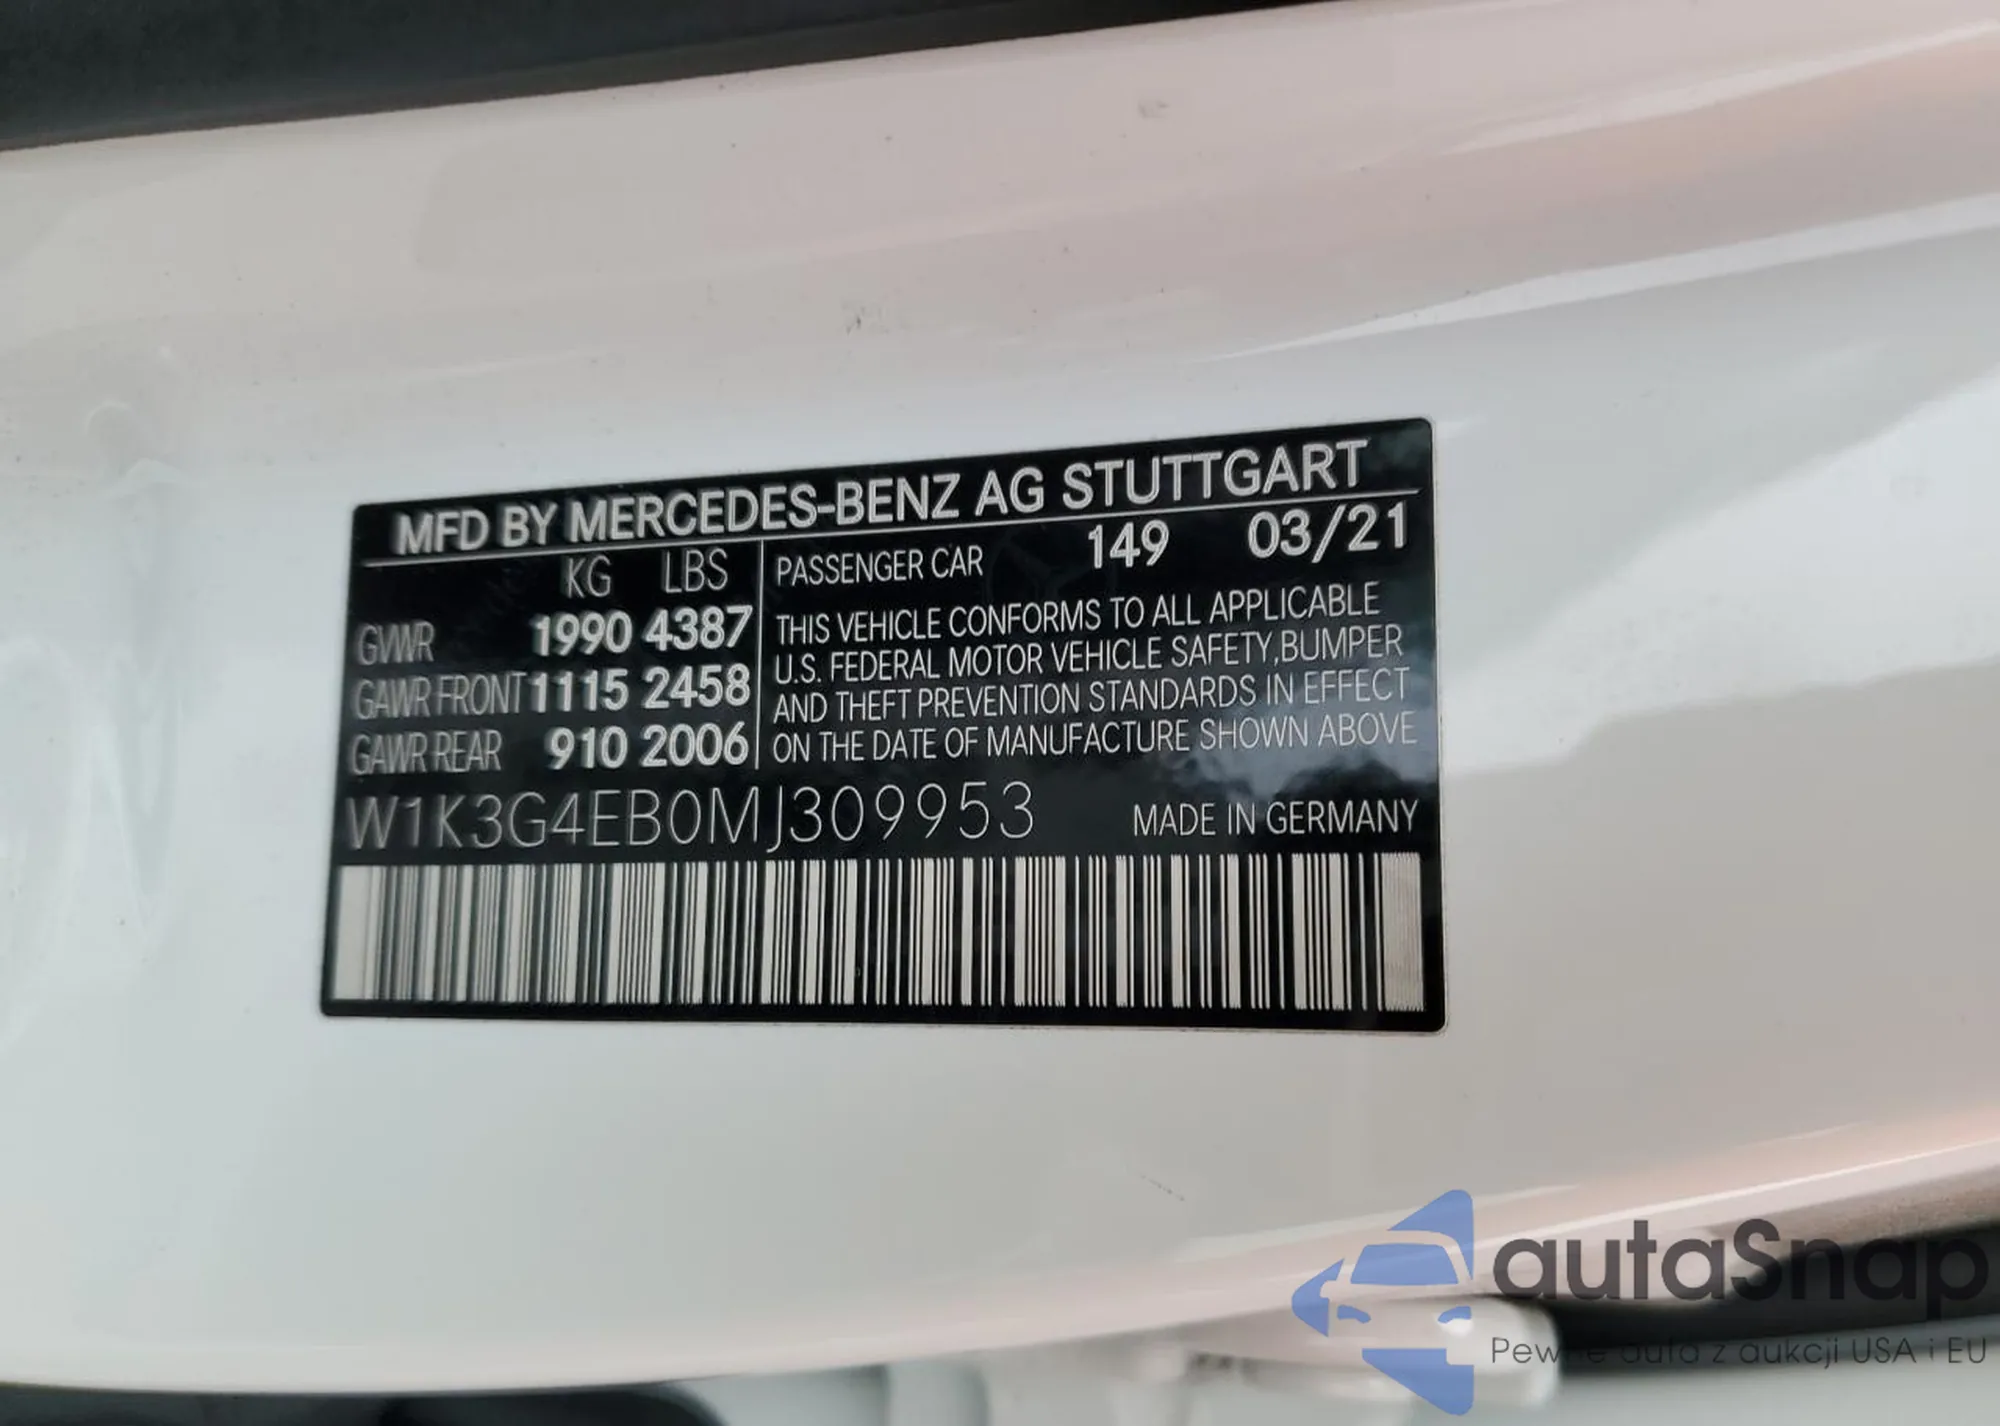 MFD BY MERCEDES-BENZ AG STUTTGART
KG LBS
GVWR 1990 4387
GAWR FRONT 1115 2458
GAWR REAR 910 2006
PASSENGER CAR 149 03/21
THIS VEHICLE CONFORMS TO ALL APPLICABLE
U.S. FEDERAL MOTOR VEHICLE SAFETY,BUMPER
AND THEFT PREVENTION STANDARDS IN EFFECT
ON THE DATE OF MANUFACTURE SHOWN ABOVE
W1K3G4EB0MJ309953 MADE IN GERMANY
autaSnap
Pewne auta z aukcji USA i EU